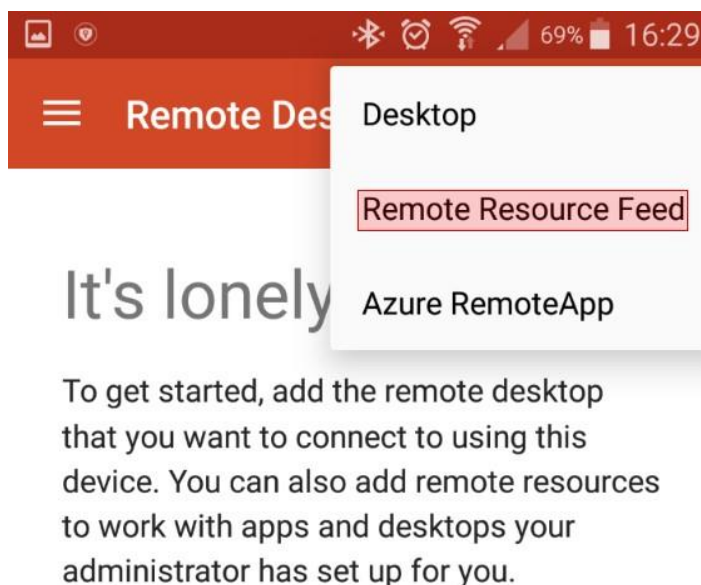 69% 16:29
Remote Des
Desktop
Remote Resource Feed
Azure RemoteApp
It's lonely
To get started, add the remote desktop
that you want to connect to using this
device. You can also add remote resources
to work with apps and desktops your
administrator has set up for you.